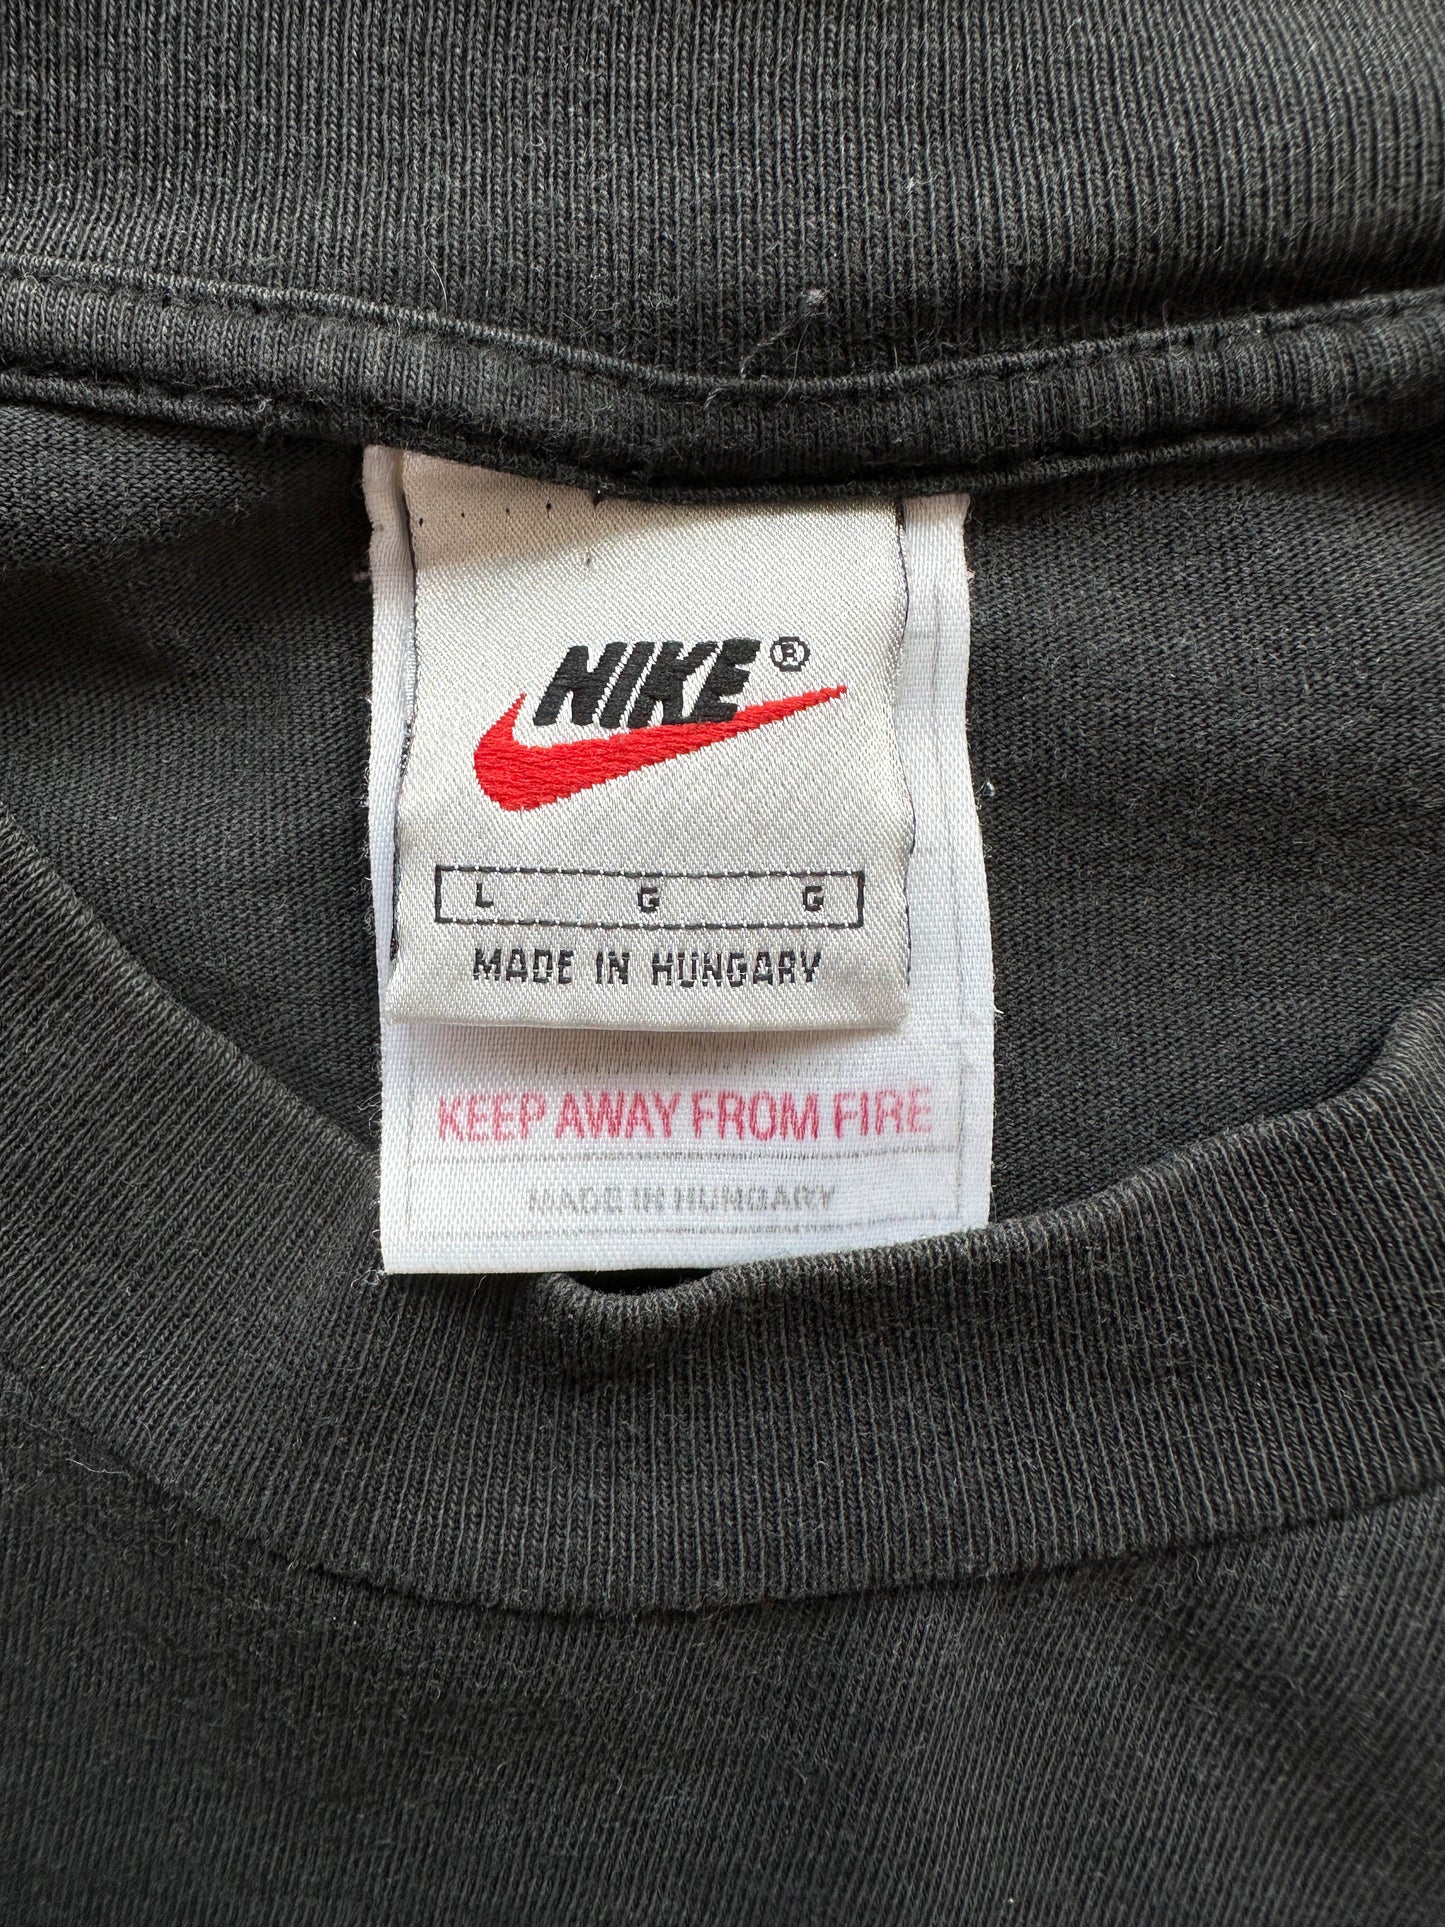 NIKE®
L G G
MADE IN HUNGARY
KEEP AWAY FROM FIRE
MADE IN HUNGARY